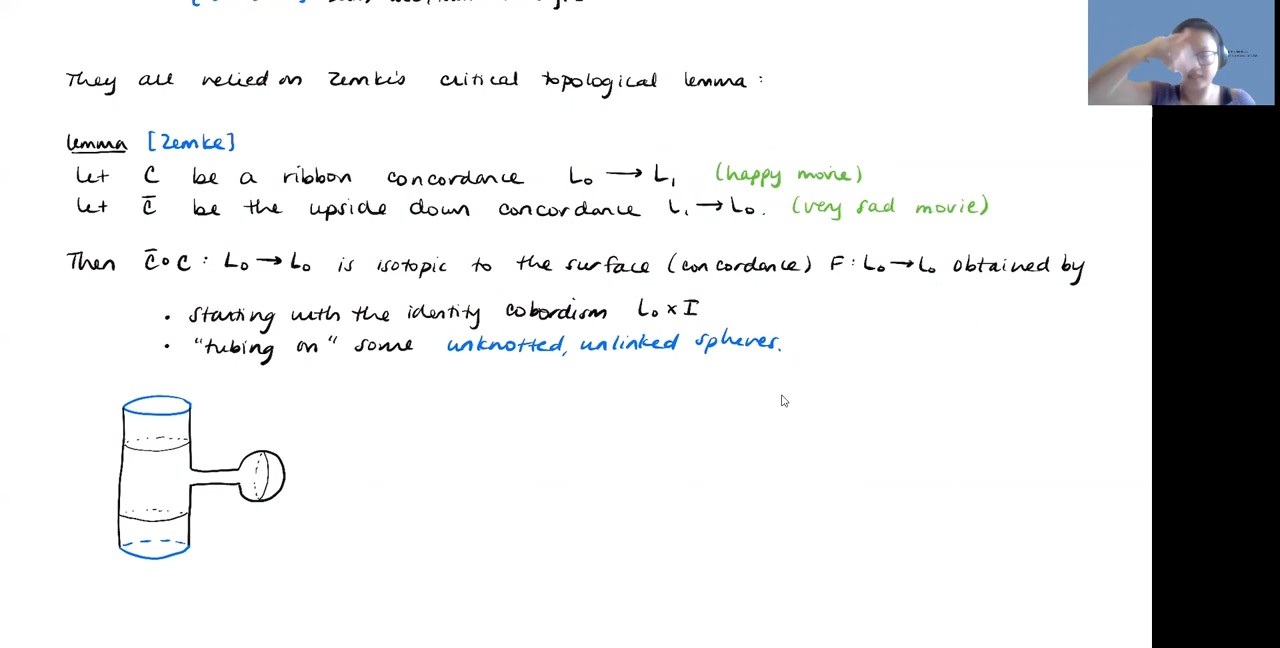 They all relied on Zemke's critical topological lemma :
lemma [Zemke]
Let C be a ribbon concordance L₀ → L₁ (happy movie)
Let C̄ be the upside down concordance L₁ → L₀. (very sad movie)
Then C̄ ∘ C : L₀ → L₀ is isotopic to the surface (concordance) F : L₀ → L₀ obtained by
• starting with the identity cobordism L₀ × I
• "tubing on" some unknotted, unlinked spheres.